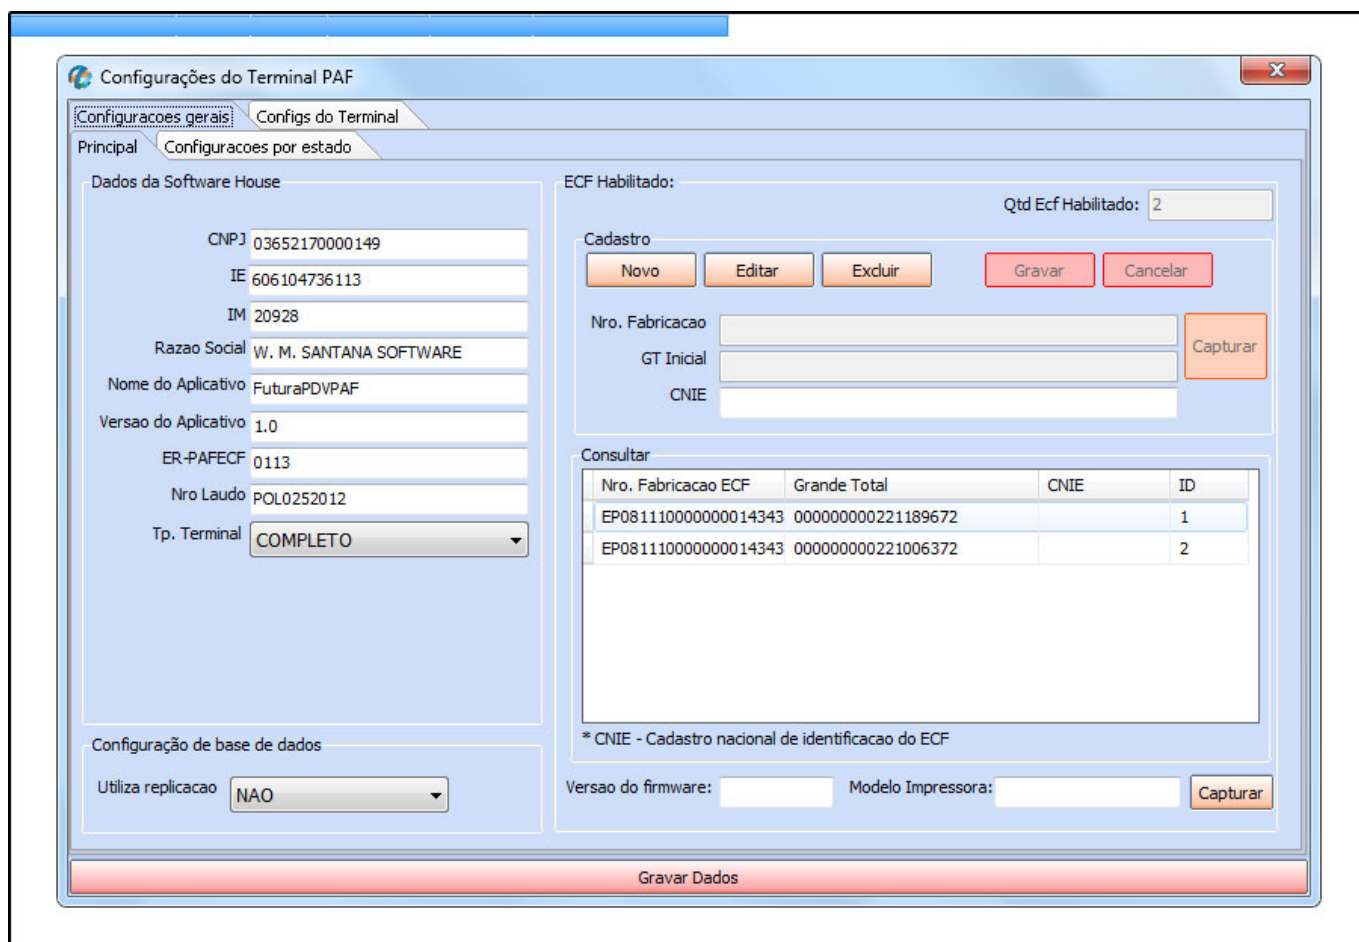 Configurações do Terminal PAF
Configuracoes gerais Configs do Terminal
Principal Configuracoes por estado
Dados da Software House
CNPJ 03652170000149
IE 606104736113
IM 20928
Razao Social W. M. SANTANA SOFTWARE
Nome do Aplicativo FuturaPDVPAF
Versao do Aplicativo 1.0
ER-PAFECF 0113
Nro Laudo POL0252012
Tp. Terminal COMPLETO
Configuração de base de dados
Utiliza replicacao NAO
ECF Habilitado:
Qtd Ecf Habilitado: 2
Cadastro
Novo Editar Excluir Gravar Cancelar
Nro. Fabricacao
GT Inicial
CNIE
Capturar
Consultar
Nro. Fabricacao ECF Grande Total CNIE ID
EP081110000000014343 000000000221189672 1
EP081110000000014343 000000000221006372 2
* CNIE - Cadastro nacional de identificacao do ECF
Versao do firmware: Modelo Impressora: Capturar
Gravar Dados